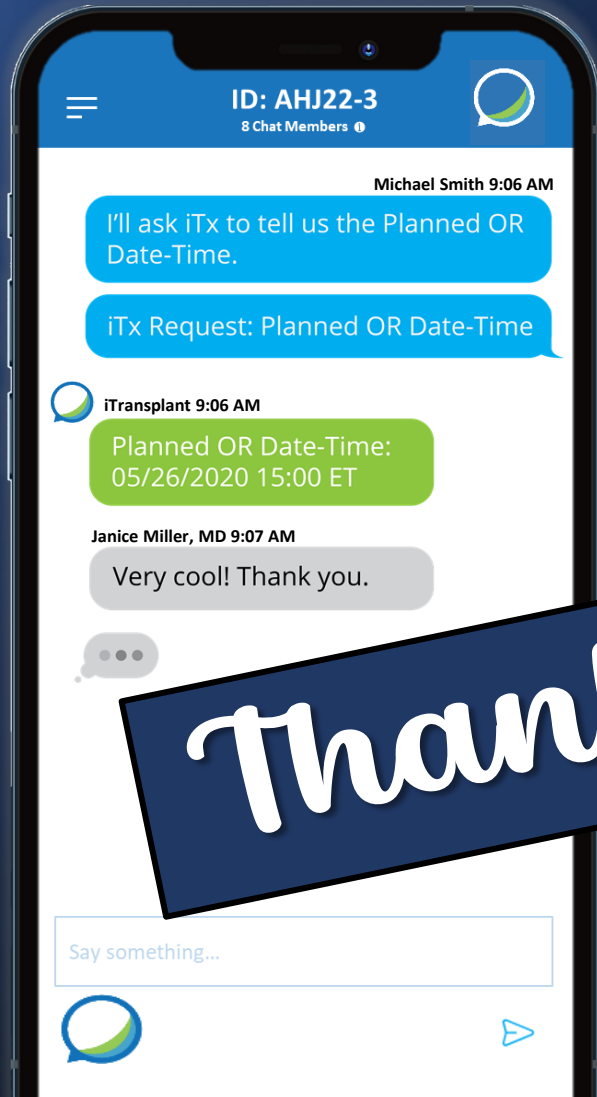 ID: AHJ22-3
8 Chat Members
Michael Smith 9:06 AM
I'll ask iTx to tell us the Planned OR
Date-Time.
iTx Request: Planned OR Date-Time
iTransplant 9:06 AM
Planned OR Date-Time:
05/26/2020 15:00 ET
Janice Miller, MD 9:07 AM
Very cool! Thank you.
Than
Say something...